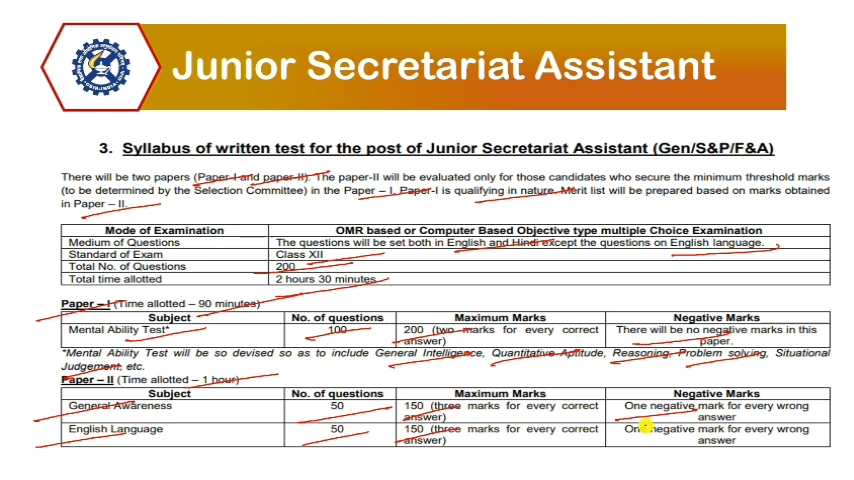 Junior Secretariat Assistant
3. Syllabus of written test for the post of Junior Secretariat Assistant (Gen/S&P/F&A)
There will be two papers (Paper-I and paper-II). The paper-II will be evaluated only for those candidates who secure the minimum threshold marks
(to be determined by the Selection Committee) in the Paper – I. Paper-I is qualifying in nature. Merit list will be prepared based on marks obtained
in Paper – II.
Mode of Examination OMR based or Computer Based Objective type multiple Choice Examination
Medium of Questions The questions will be set both in English and Hindi except the questions on English language.
Standard of Exam Class XII
Total No. of Questions 200
Total time allotted 2 hours 30 minutes
Paper – I (Time allotted – 90 minutes)
Subject No. of questions Maximum Marks Negative Marks
Mental Ability Test* 100 200 (two marks for every correct There will be no negative marks in this
answer) paper.
*Mental Ability Test will be so devised so as to include General Intelligence, Quantitative Aptitude, Reasoning, Problem solving, Situational
Judgement, etc.
Paper – II (Time allotted – 1 hour)
Subject No. of questions Maximum Marks Negative Marks
General Awareness 50 150 (three marks for every correct One negative mark for every wrong
answer) answer
English Language 50 150 (three marks for every correct One negative mark for every wrong
answer) answer